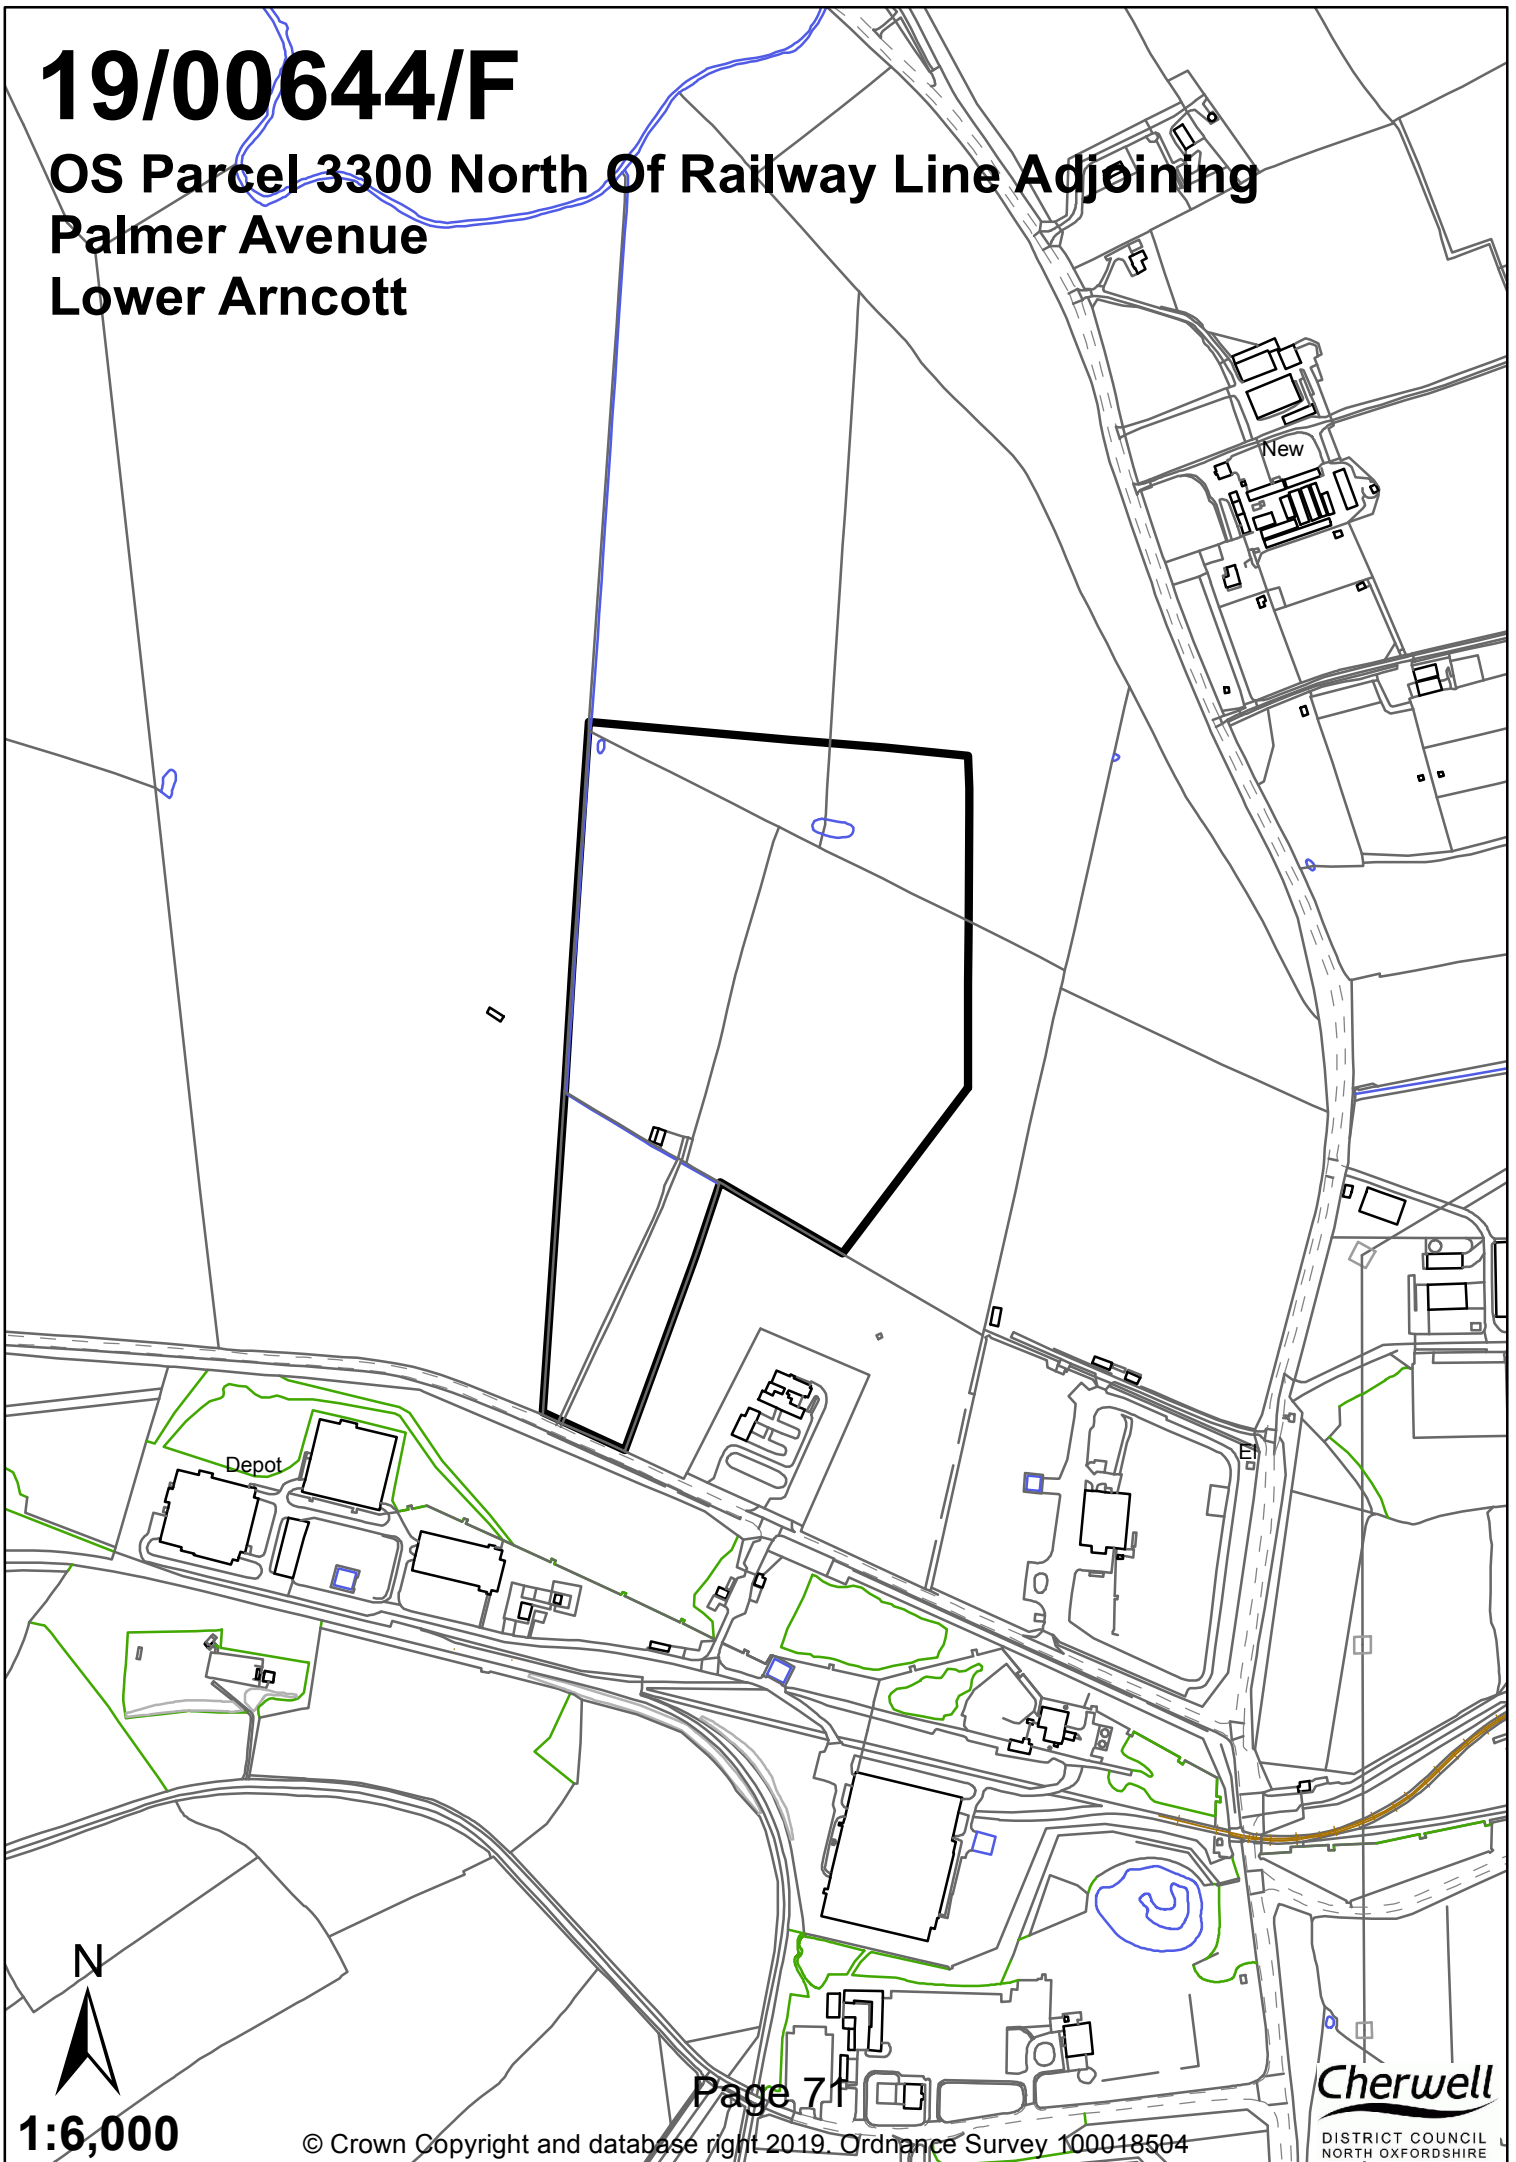 19/00644/F
OS Parcel 3300 North Of Railway Line Adjoining
Palmer Avenue
Lower Arncott
New
Depot
El
N
1:6,000
Page 71
© Crown Copyright and database right 2019. Ordnance Survey 100018504
Cherwell
DISTRICT COUNCIL
NORTH OXFORDSHIRE